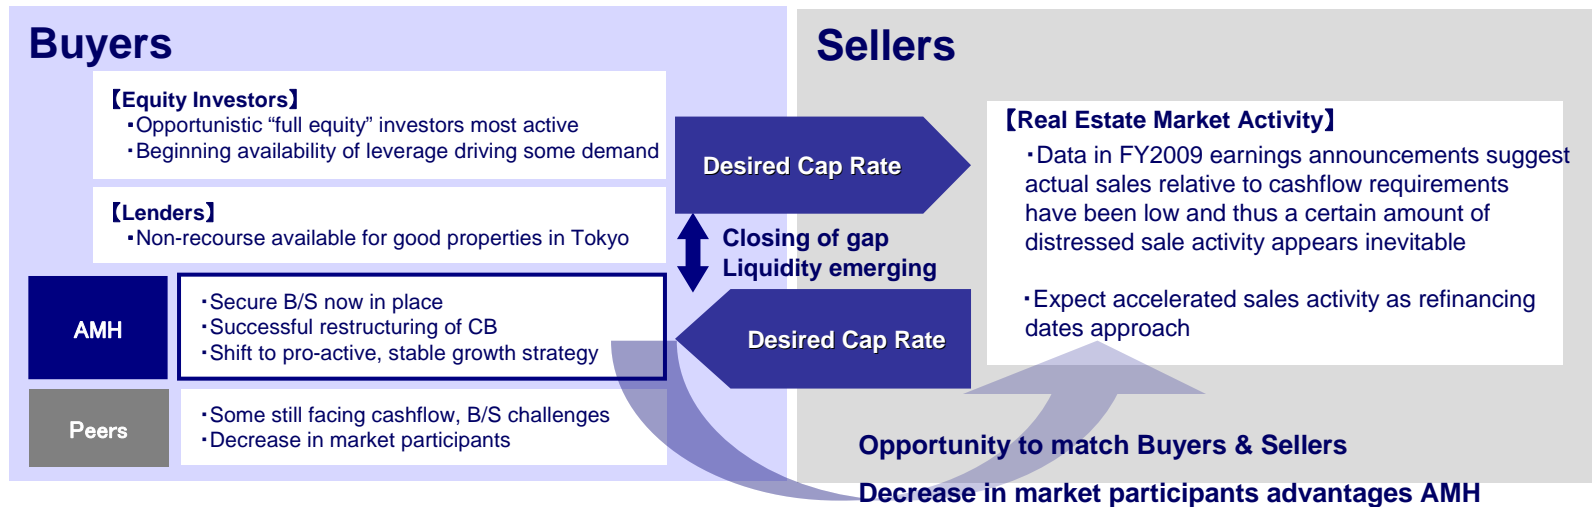 Buyers
【Equity Investors】
・Opportunistic “full equity” investors most active
・Beginning availability of leverage driving some demand
【Lenders】
・Non-recourse available for good properties in Tokyo
AMH
・Secure B/S now in place
・Successful restructuring of CB
・Shift to pro-active, stable growth strategy
Peers
・Some still facing cashflow, B/S challenges
・Decrease in market participants
Desired Cap Rate
Closing of gap
Liquidity emerging
Desired Cap Rate
Sellers
【Real Estate Market Activity】
・Data in FY2009 earnings announcements suggest
actual sales relative to cashflow requirements
have been low and thus a certain amount of
distressed sale activity appears inevitable
・Expect accelerated sales activity as refinancing
dates approach
Opportunity to match Buyers & Sellers
Decrease in market participants advantages AMH